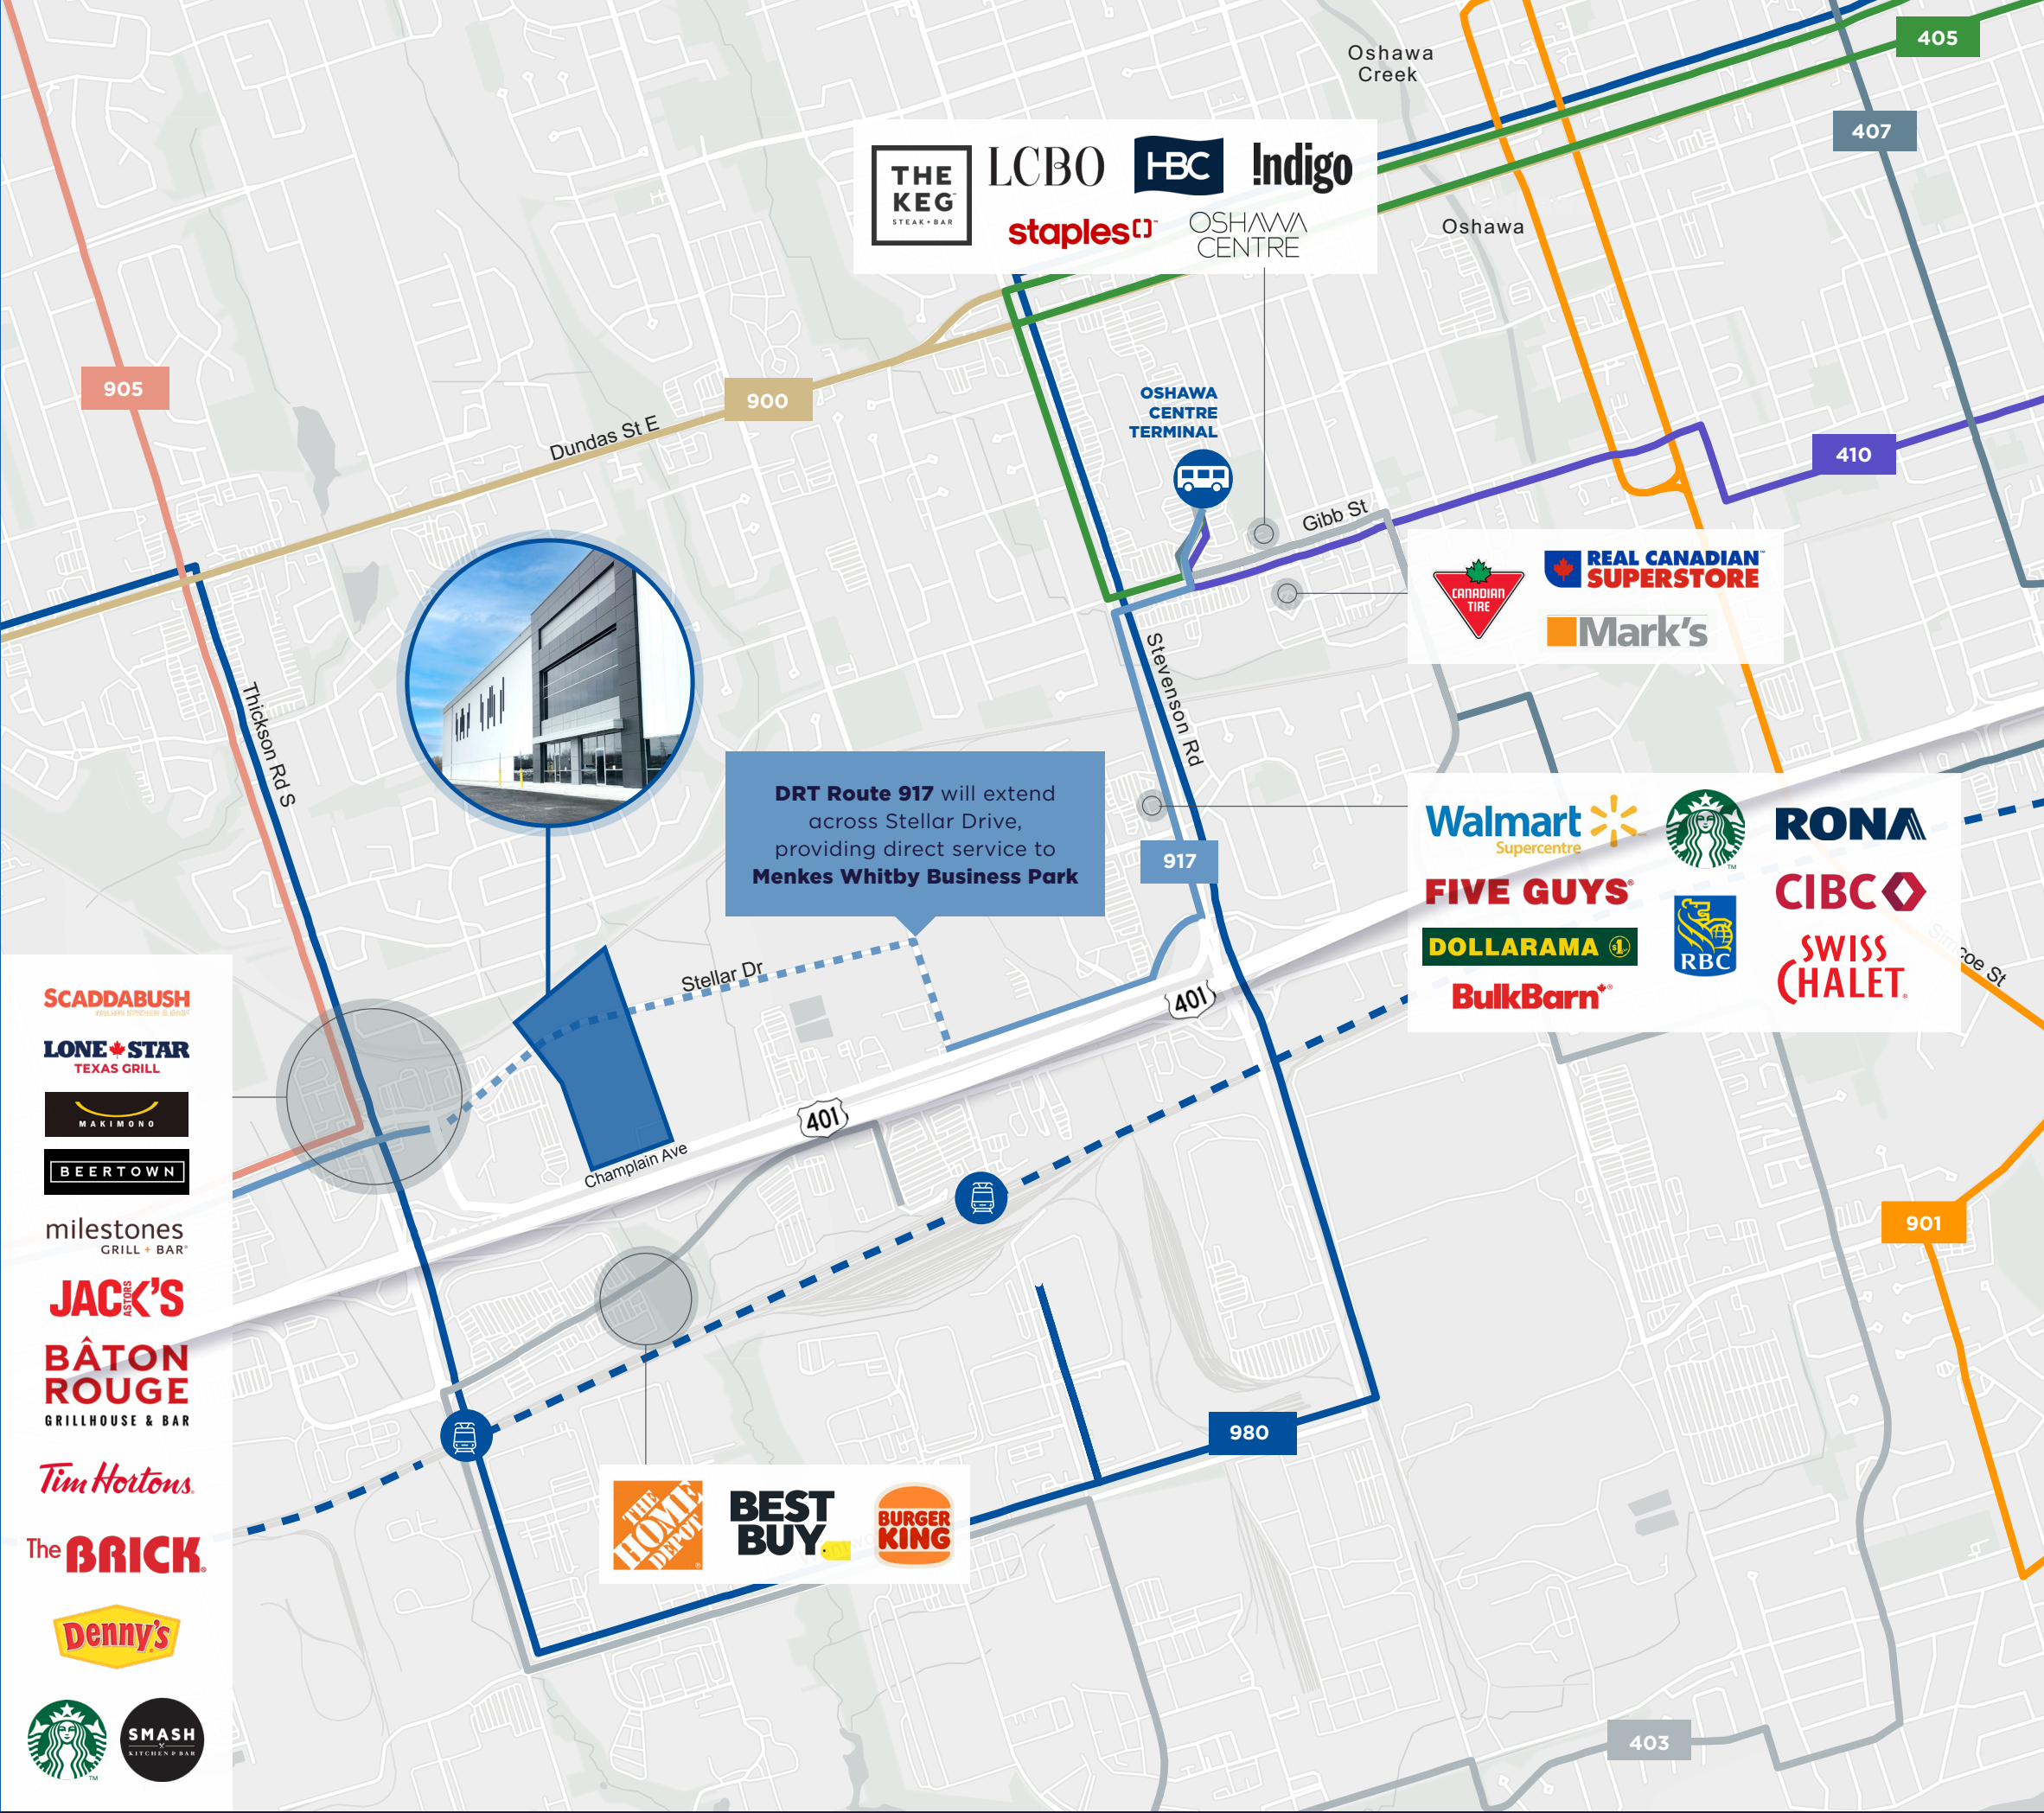 Oshawa
Creek
405
407
THE
KEG
STEAK + BAR
LCBO
HBC
Indigo
staples
OSHAWA
CENTRE
Oshawa
905
900
Dundas St E
OSHAWA
CENTRE
TERMINAL
410
Gibb St
CANADIAN
TIRE
REAL CANADIAN
SUPERSTORE
Mark's
Thickson Rd S
Stevenson Rd
DRT Route 917 will extend
across Stellar Drive,
providing direct service to
Menkes Whitby Business Park
917
Walmart
Supercentre
RONA
FIVE GUYS
CIBC
DOLLARAMA $1
RBC
SWISS
CHALET
BulkBarn
Simcoe St
Stellar Dr
401
401
Champlain Ave
SCADDABUSH
LONE STAR
TEXAS GRILL
MAKIMONO
BEERTOWN
milestones
GRILL + BAR
JACK'S
ASTORS
BÂTON
ROUGE
GRILLHOUSE & BAR
Tim Hortons.
The BRICK
Denny's
SMASH
KITCHEN & BAR
901
980
THE
HOME
DEPOT
BEST
BUY
BURGER
KING
403